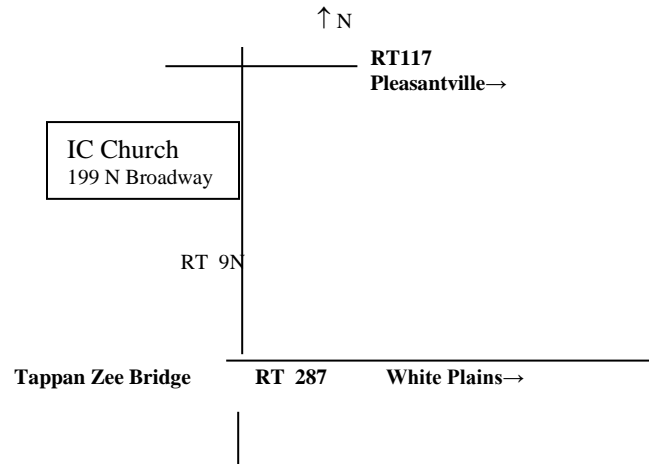 ↑ N
RT117
Pleasantville→
IC Church
199 N Broadway
RT 9N
Tappan Zee Bridge RT 287 White Plains→